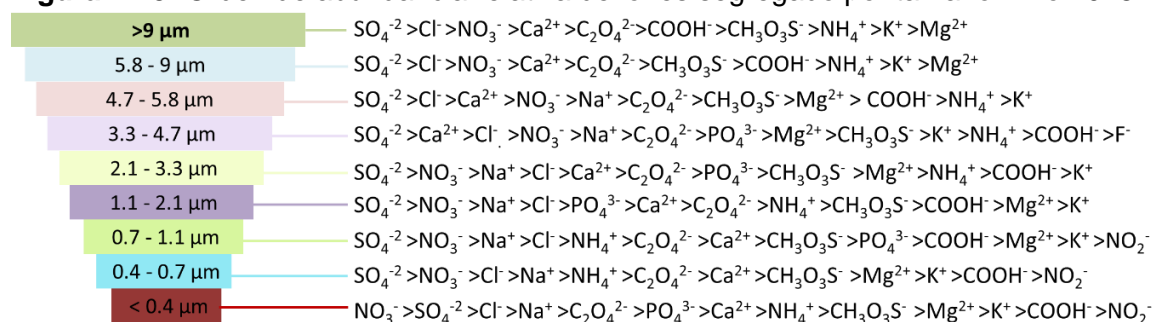 >9 µm SO₄⁻²>Cl⁻>NO₃⁻>Ca²⁺>C₂O₄²⁻>COOH⁻>CH₃O₃S⁻>NH₄⁺>K⁺>Mg²⁺
5.8 - 9 µm SO₄⁻²>Cl⁻>NO₃⁻>Ca²⁺>C₂O₄²⁻>CH₃O₃S⁻>COOH⁻>NH₄⁺>K⁺>Mg²⁺
4.7 - 5.8 µm SO₄⁻²>Cl⁻>Ca²⁺ >NO₃⁻>Na⁺>C₂O₄²⁻>CH₃O₃S⁻>Mg²⁺> COOH⁻>NH₄⁺>K⁺
3.3 - 4.7 µm SO₄⁻²>Ca²⁺>Cl⁻ >NO₃⁻>Na⁺>C₂O₄²⁻>PO₄³⁻>Mg²⁺>CH₃O₃S⁻>K⁺>NH₄⁺>COOH⁻>F⁻
2.1 - 3.3 µm SO₄⁻²>NO₃⁻>Na⁺>Cl⁻>Ca²⁺>C₂O₄²⁻>PO₄³⁻>CH₃O₃S⁻ >Mg²⁺>NH₄⁺>COOH⁻>K⁺
1.1 - 2.1 µm SO₄⁻²>NO₃⁻>Na⁺>Cl⁻>PO₄³⁻>Ca²⁺>C₂O₄²⁻>NH₄⁺>CH₃O₃S⁻>COOH⁻>Mg²⁺>K⁺
0.7 - 1.1 µm SO₄⁻²>NO₃⁻>Na⁺>Cl⁻>NH₄⁺>C₂O₄²⁻>Ca²⁺>CH₃O₃S⁻>PO₄³⁻>COOH⁻>Mg²⁺>K⁺>NO₂⁻
0.4 - 0.7 µm SO₄⁻²>NO₃⁻>Cl⁻>Na⁺>NH₄⁺>C₂O₄²⁻>Ca²⁺>CH₃O₃S⁻>Mg²⁺>K⁺>COOH⁻>NO₂⁻
< 0.4 µm NO₃⁻>SO₄⁻²>Cl⁻>Na⁺>C₂O₄²⁻>PO₄³⁻>Ca²⁺>NH₄⁺>CH₃O₃S⁻ >Mg²⁺>K⁺>COOH⁻>NO₂⁻